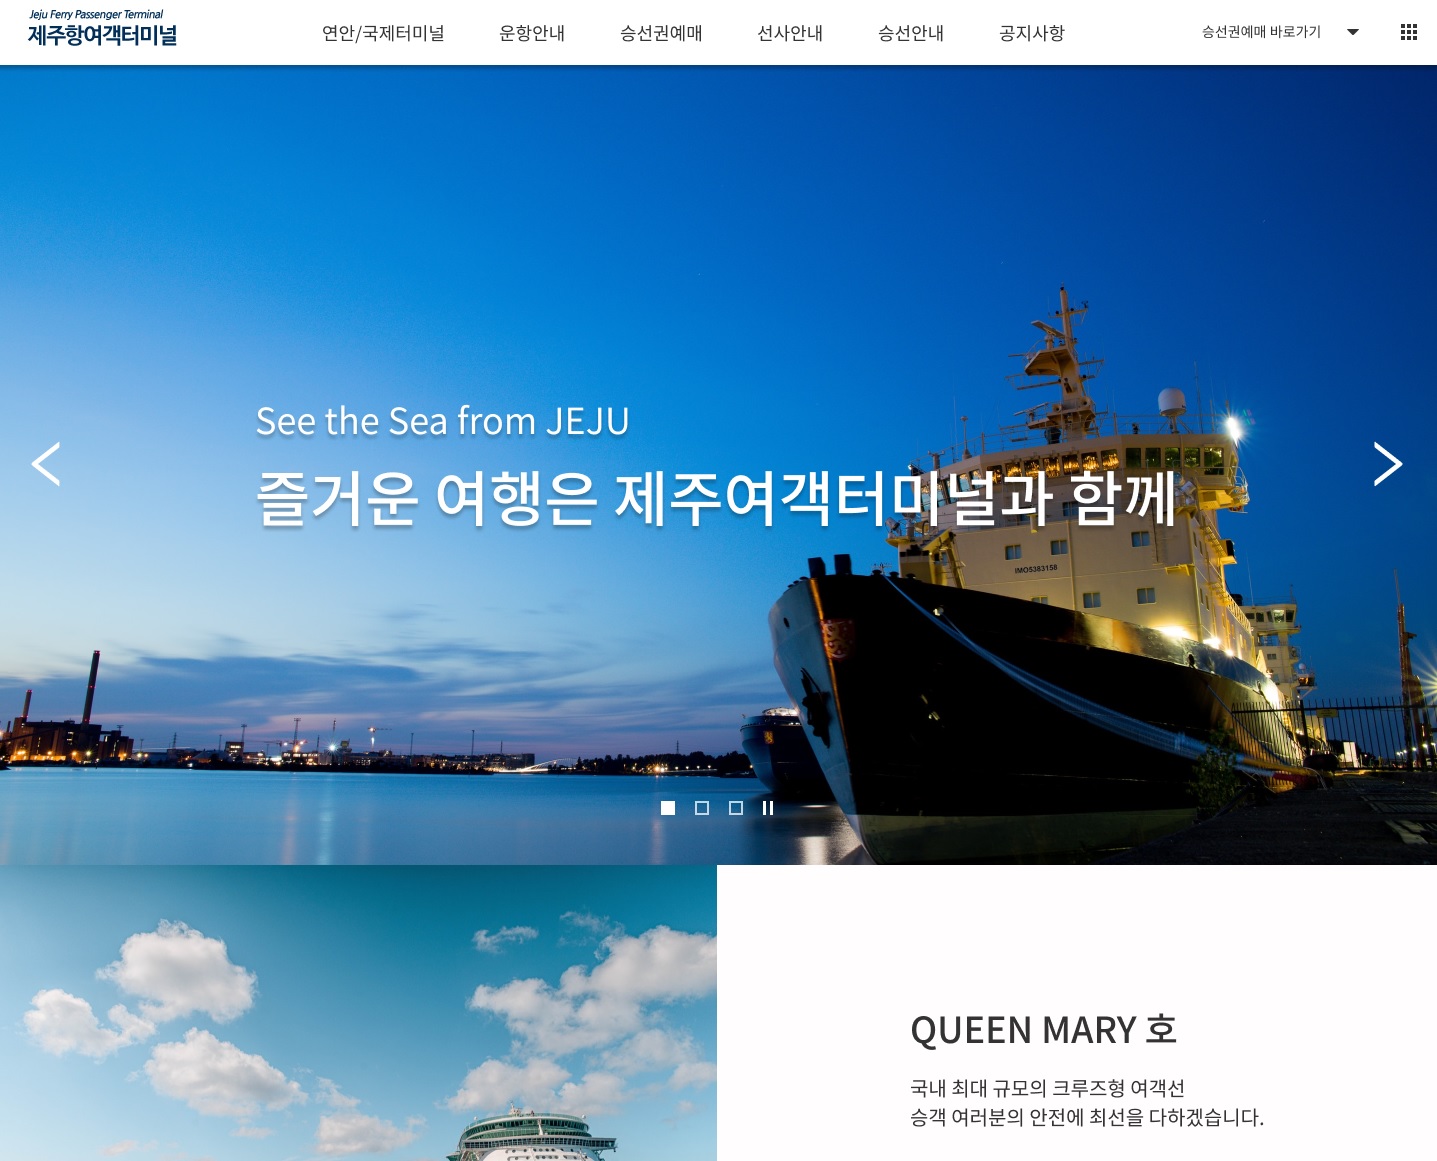 Jeju Ferry Passenger Terminal
제주항여객터미널
연안/국제터미널 운항안내 승선권예매 선사안내 승선안내 공지사항 승선권예매 바로가기
See the Sea from JEJU
즐거운 여행은 제주여객터미널과 함께
IMO5383158
QUEEN MARY 호
국내 최대 규모의 크루즈형 여객선
승객 여러분의 안전에 최선을 다하겠습니다.